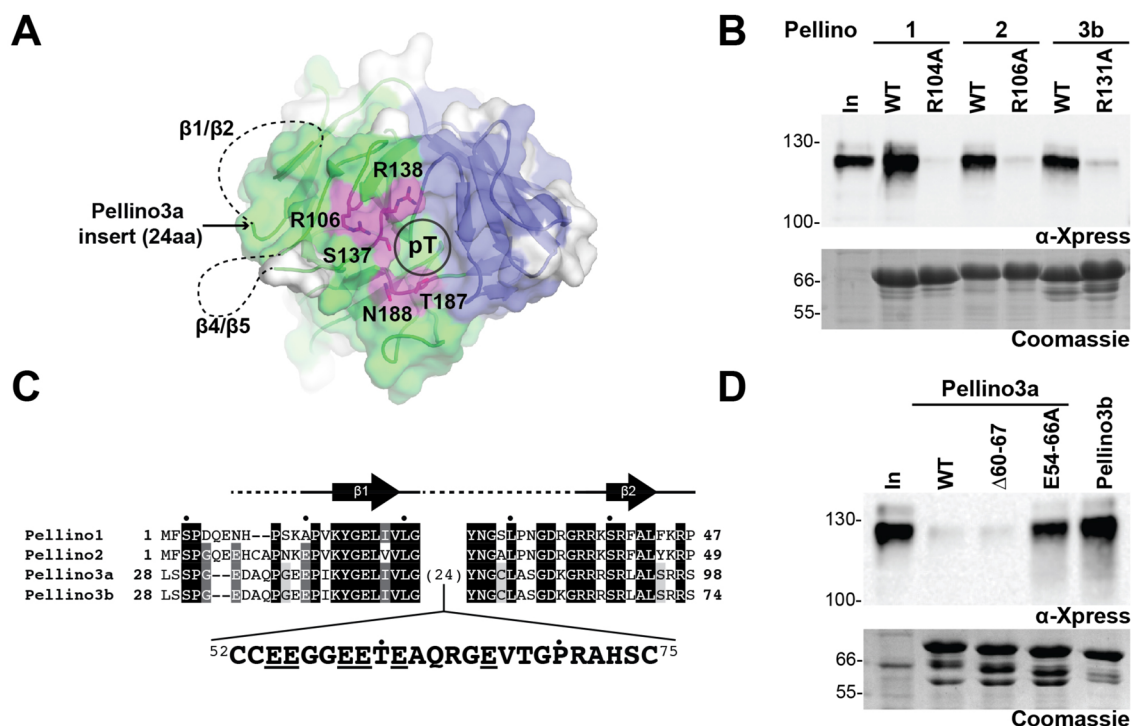 A
β1/β2
R138
Pellino3a
insert (24aa)
R106
pT
S137
T187
N188
β4/β5
B
Pellino 1 2 3b
In WT R104A WT R106A WT R131A
130-
100-
α-Xpress
66-
55-
Coomassie
C
β1 β2
Pellino1 1 MFSPDQENH--PSKAPVKYGELIVLG YNGSLPNGDRGRRKSRFALFKRP 47
Pellino2 1 MFSPGQEEHCAPNKEPVKYGELVVLG YNGALPNGDRGRRKSRFALYKRP 49
Pellino3a 28 LSSPG--EDAQPGEEPIKYGELIVLG (24) YNGCLASGDKGRRRSRLALSRRS 98
Pellino3b 28 LSSPG--EDAQPGEEPIKYGELIVLG YNGCLASGDKGRRRSRLALSRRS 74
52CCEEGGEETEAQRGEVTGPRAHSC75
D
Pellino3a
In WT Δ60-67 E54-66A Pellino3b
130-
100-
α-Xpress
66-
55-
Coomassie